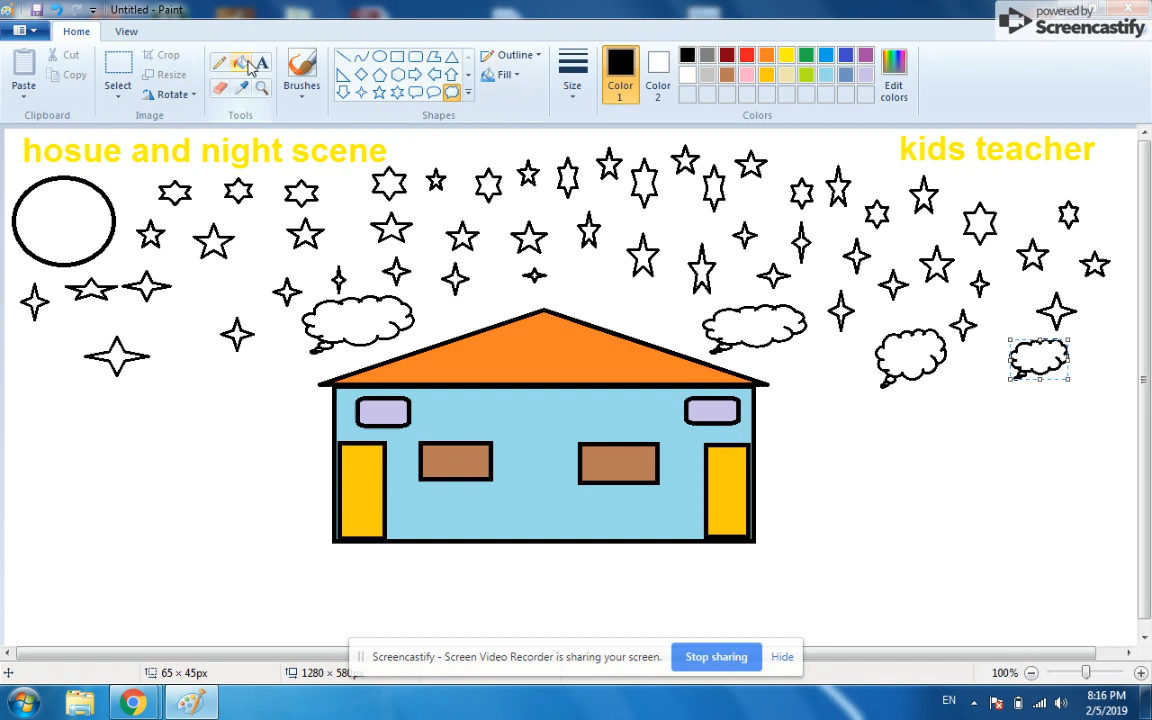 Untitled - Paint
powered by
Screencastify
Home View
Paste
Cut
Copy
Clipboard
Select
Crop
Resize
Rotate
Image
A
Tools
Brushes
Outline
Fill
Shapes
Size
Color
1
Color
2
Edit
colors
Colors
hosue and night scene
kids teacher
Screencastify - Screen Video Recorder is sharing your screen.
Stop sharing
Hide
65 × 45px
1280 × 580px
100%
EN
8:16 PM
2/5/2019